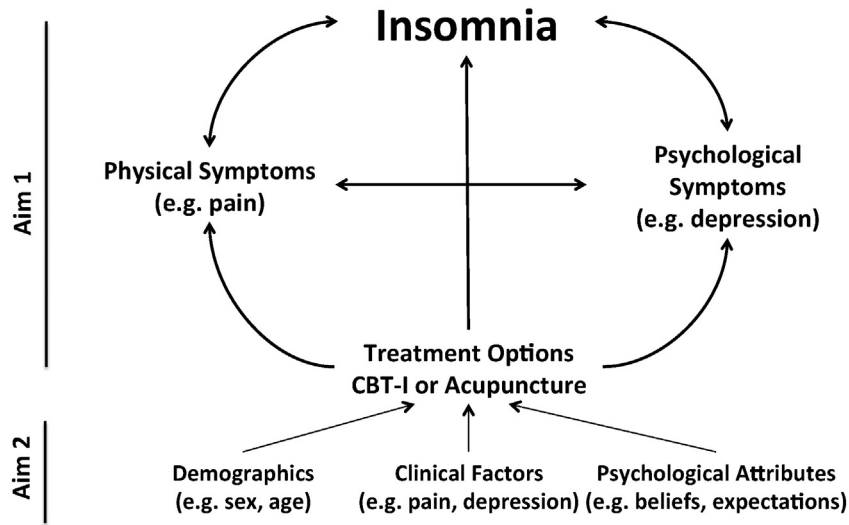 Insomnia
Aim 1
Physical Symptoms
(e.g. pain)
Psychological
Symptoms
(e.g. depression)
Treatment Options
CBT-I or Acupuncture
Aim 2
Demographics
(e.g. sex, age)
Clinical Factors
(e.g. pain, depression)
Psychological Attributes
(e.g. beliefs, expectations)